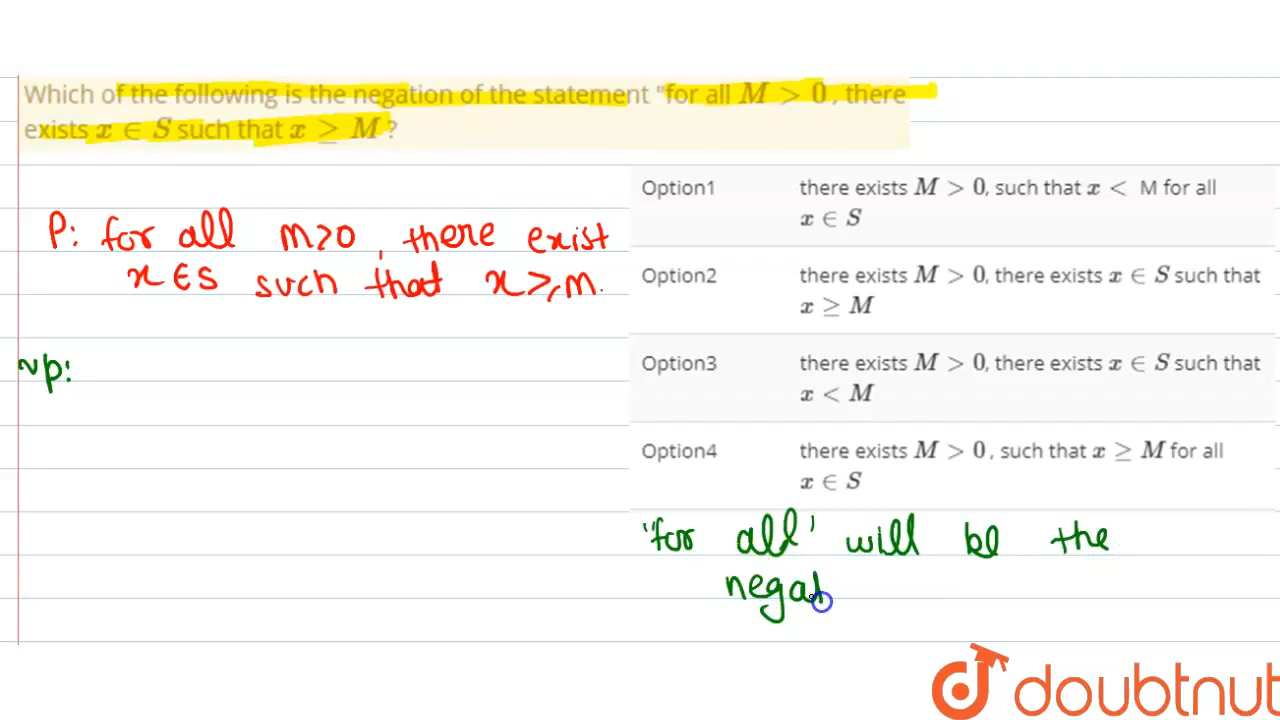 Which of the following is the negation of the statement "for all M > 0 , there
exists x ∈ S such that x ≥ M ?
P: for all m>0, there exist
x ∈ S such that x ≥ m.
~p:
Option1 there exists M > 0, such that x < M for all
x ∈ S
Option2 there exists M > 0, there exists x ∈ S such that
x ≥ M
Option3 there exists M > 0, there exists x ∈ S such that
x < M
Option4 there exists M > 0 , such that x ≥ M for all
x ∈ S
"for all' will be the
negat
doubtnut